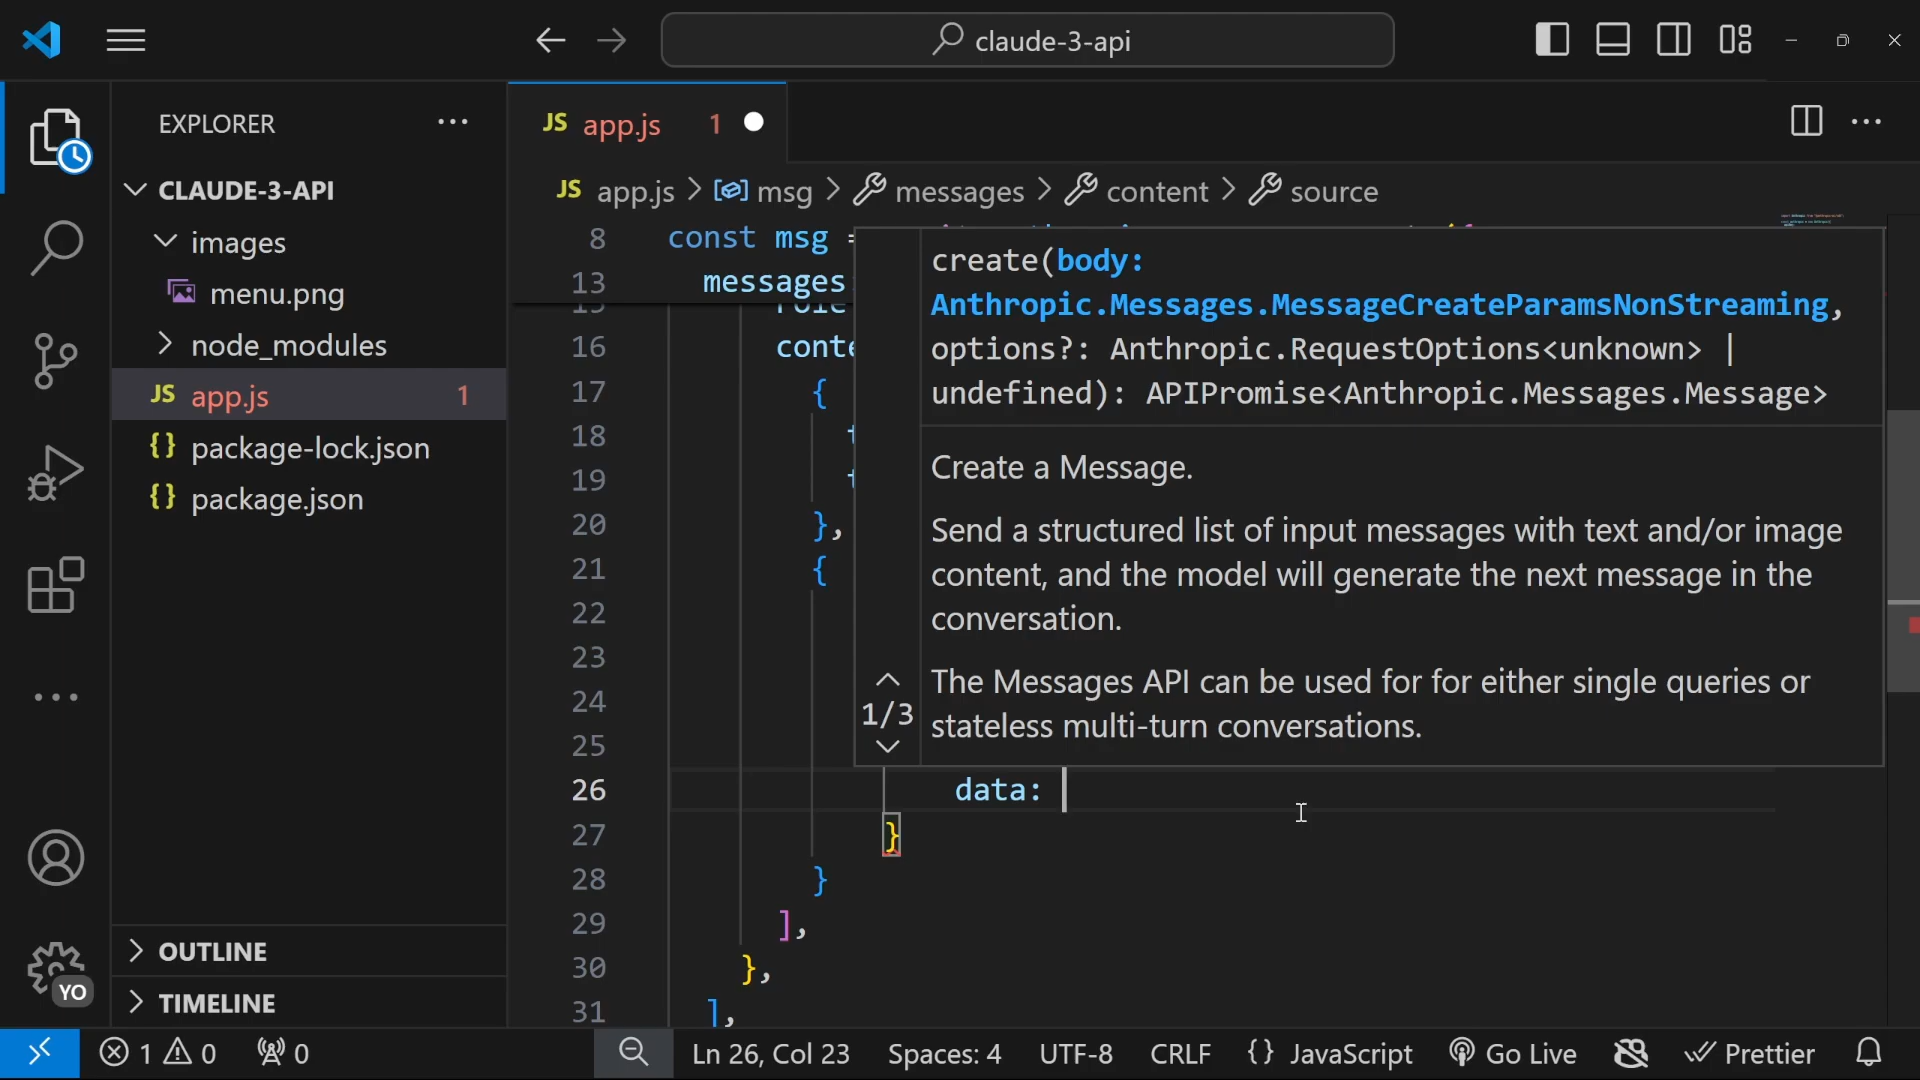 claude-3-api
EXPLORER
CLAUDE-3-API
images
menu.png
node_modules
JS app.js 1
{} package-lock.json
{} package.json
OUTLINE
TIMELINE
YO
JS app.js 1
JS app.js > msg > messages > content > source
8 const msg =
13 messages
15 role
16 conte
17 {
18 t
19 t
20 },
21 {
22
23
24
25
26 data:
27 }
28 }
29 ],
30 },
31 ],
create(body:
Anthropic.Messages.MessageCreateParamsNonStreaming,
options?: Anthropic.RequestOptions<unknown> |
undefined): APIPromise<Anthropic.Messages.Message>
Create a Message.
Send a structured list of input messages with text and/or image
content, and the model will generate the next message in the
conversation.
The Messages API can be used for for either single queries or
stateless multi-turn conversations.
1/3
1 0 0 Ln 26, Col 23 Spaces: 4 UTF-8 CRLF {} JavaScript Go Live Prettier